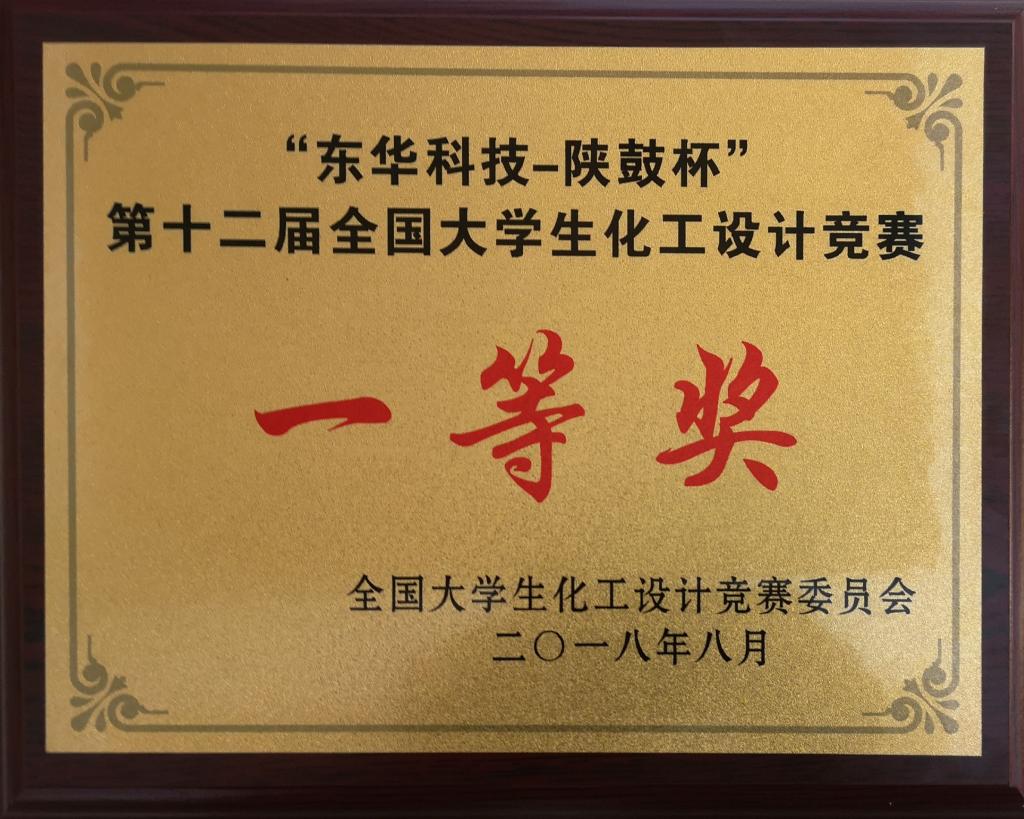 “东华科技-陕鼓杯”
第十二届全国大学生化工设计竞赛
一等奖
全国大学生化工设计竞赛委员会
二〇一八年八月